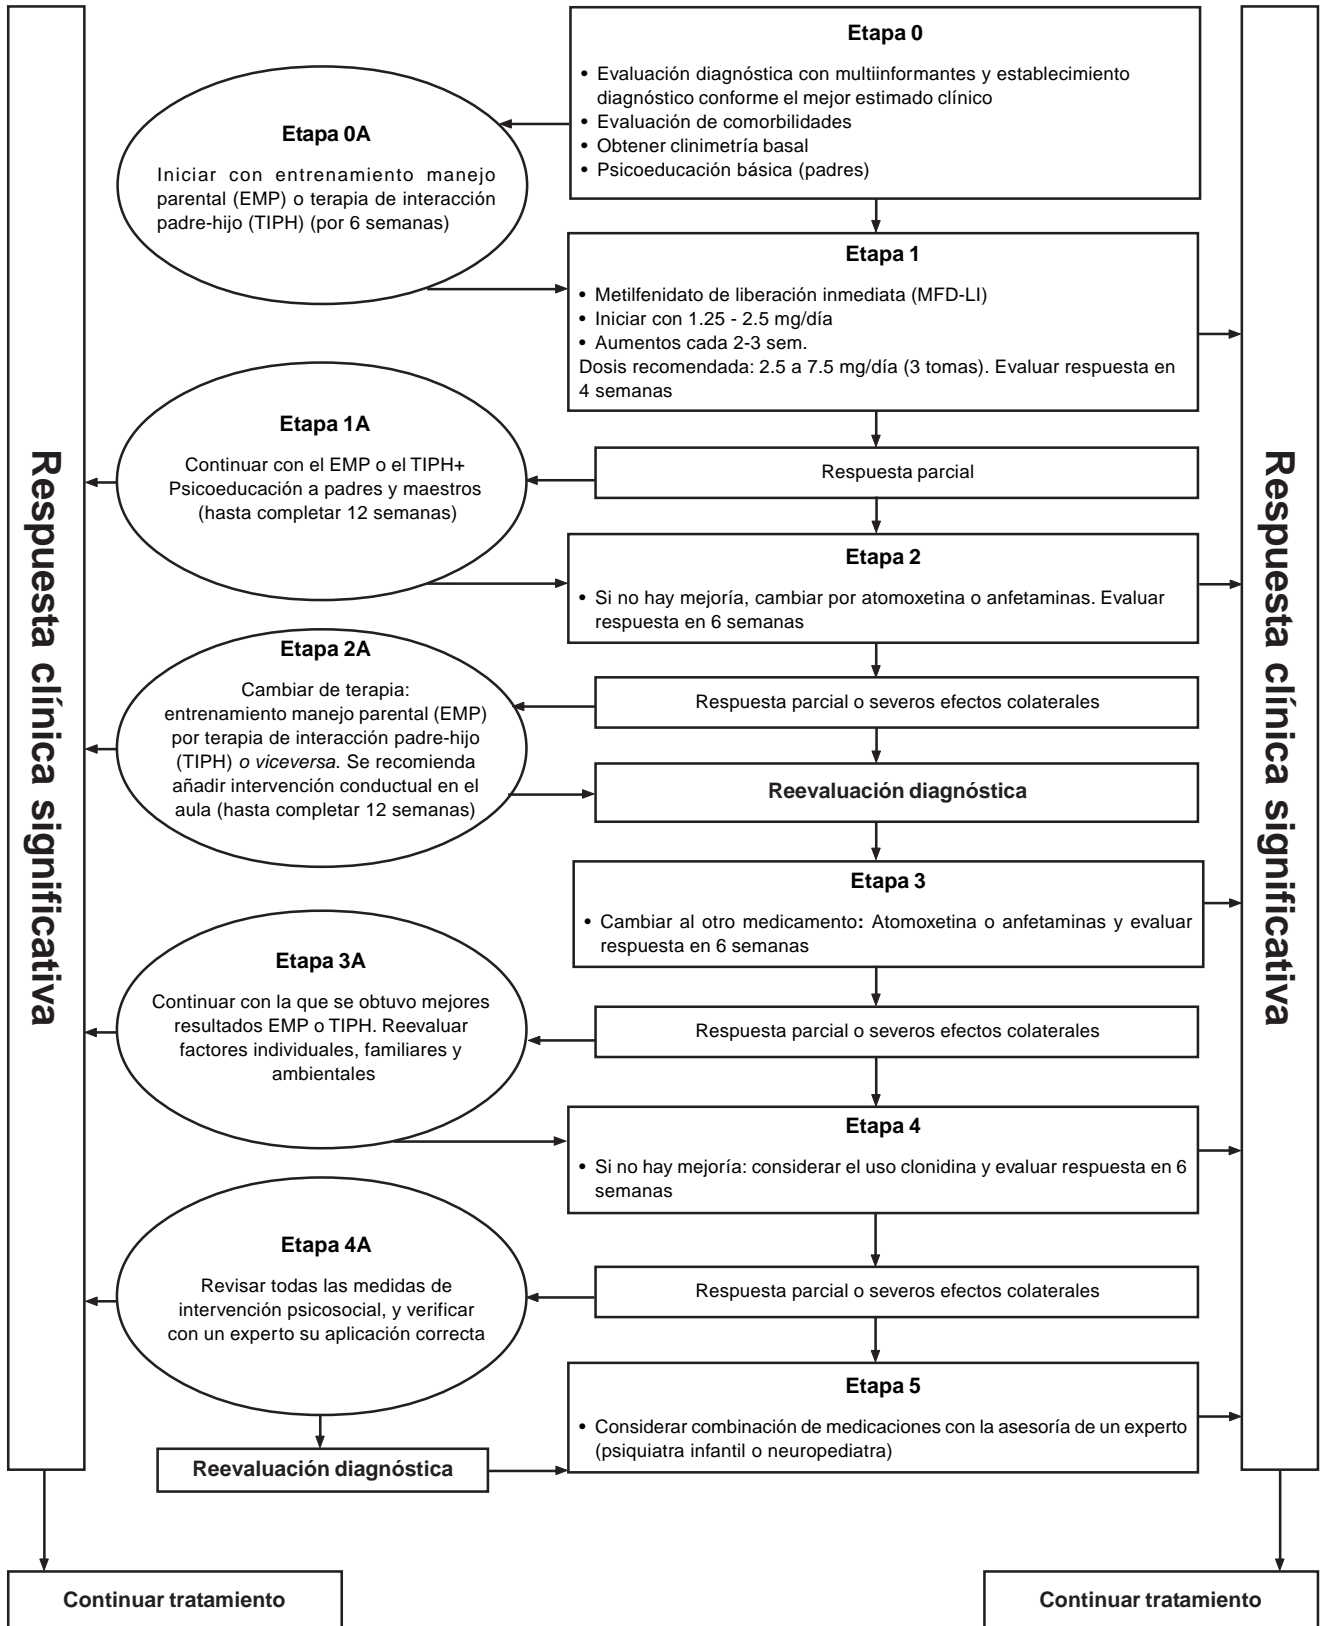 Etapa 0
• Evaluación diagnóstica con multiinformantes y establecimiento
diagnóstico conforme el mejor estimado clínico
• Evaluación de comorbilidades
• Obtener clinimetría basal
• Psicoeducación básica (padres)
Etapa 0A
Iniciar con entrenamiento manejo
parental (EMP) o terapia de interacción
padre-hijo (TIPH) (por 6 semanas)
Etapa 1
• Metilfenidato de liberación inmediata (MFD-LI)
• Iniciar con 1.25 - 2.5 mg/día
• Aumentos cada 2-3 sem.
Dosis recomendada: 2.5 a 7.5 mg/día (3 tomas). Evaluar respuesta en
4 semanas
Respuesta parcial
Etapa 1A
Continuar con el EMP o el TIPH+
Psicoeducación a padres y maestros
(hasta completar 12 semanas)
Etapa 2
• Si no hay mejoría, cambiar por atomoxetina o anfetaminas. Evaluar
respuesta en 6 semanas
Respuesta parcial o severos efectos colaterales
Etapa 2A
Cambiar de terapia:
entrenamiento manejo parental (EMP)
por terapia de interacción padre-hijo
(TIPH) o viceversa. Se recomienda
añadir intervención conductual en el
aula (hasta completar 12 semanas)
Reevaluación diagnóstica
Etapa 3
• Cambiar al otro medicamento: Atomoxetina o anfetaminas y evaluar
respuesta en 6 semanas
Respuesta parcial o severos efectos colaterales
Etapa 3A
Continuar con la que se obtuvo mejores
resultados EMP o TIPH. Reevaluar
factores individuales, familiares y
ambientales
Etapa 4
• Si no hay mejoría: considerar el uso clonidina y evaluar respuesta en 6
semanas
Respuesta parcial o severos efectos colaterales
Etapa 4A
Revisar todas las medidas de
intervención psicosocial, y verificar
con un experto su aplicación correcta
Reevaluación diagnóstica
Etapa 5
• Considerar combinación de medicaciones con la asesoría de un experto
(psiquiatra infantil o neuropediatra)
Respuesta clínica significativa
Respuesta clínica significativa
Continuar tratamiento
Continuar tratamiento